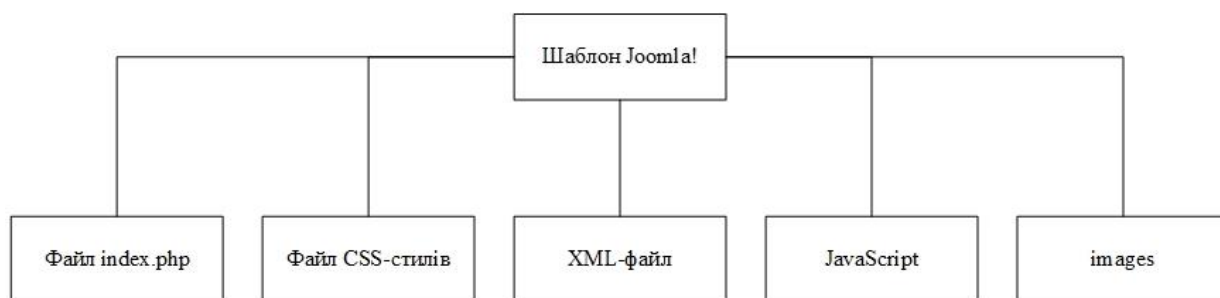 Шаблон Joomla!
Файл index.php
Файл CSS-стилів
XML-файл
JavaScript
images